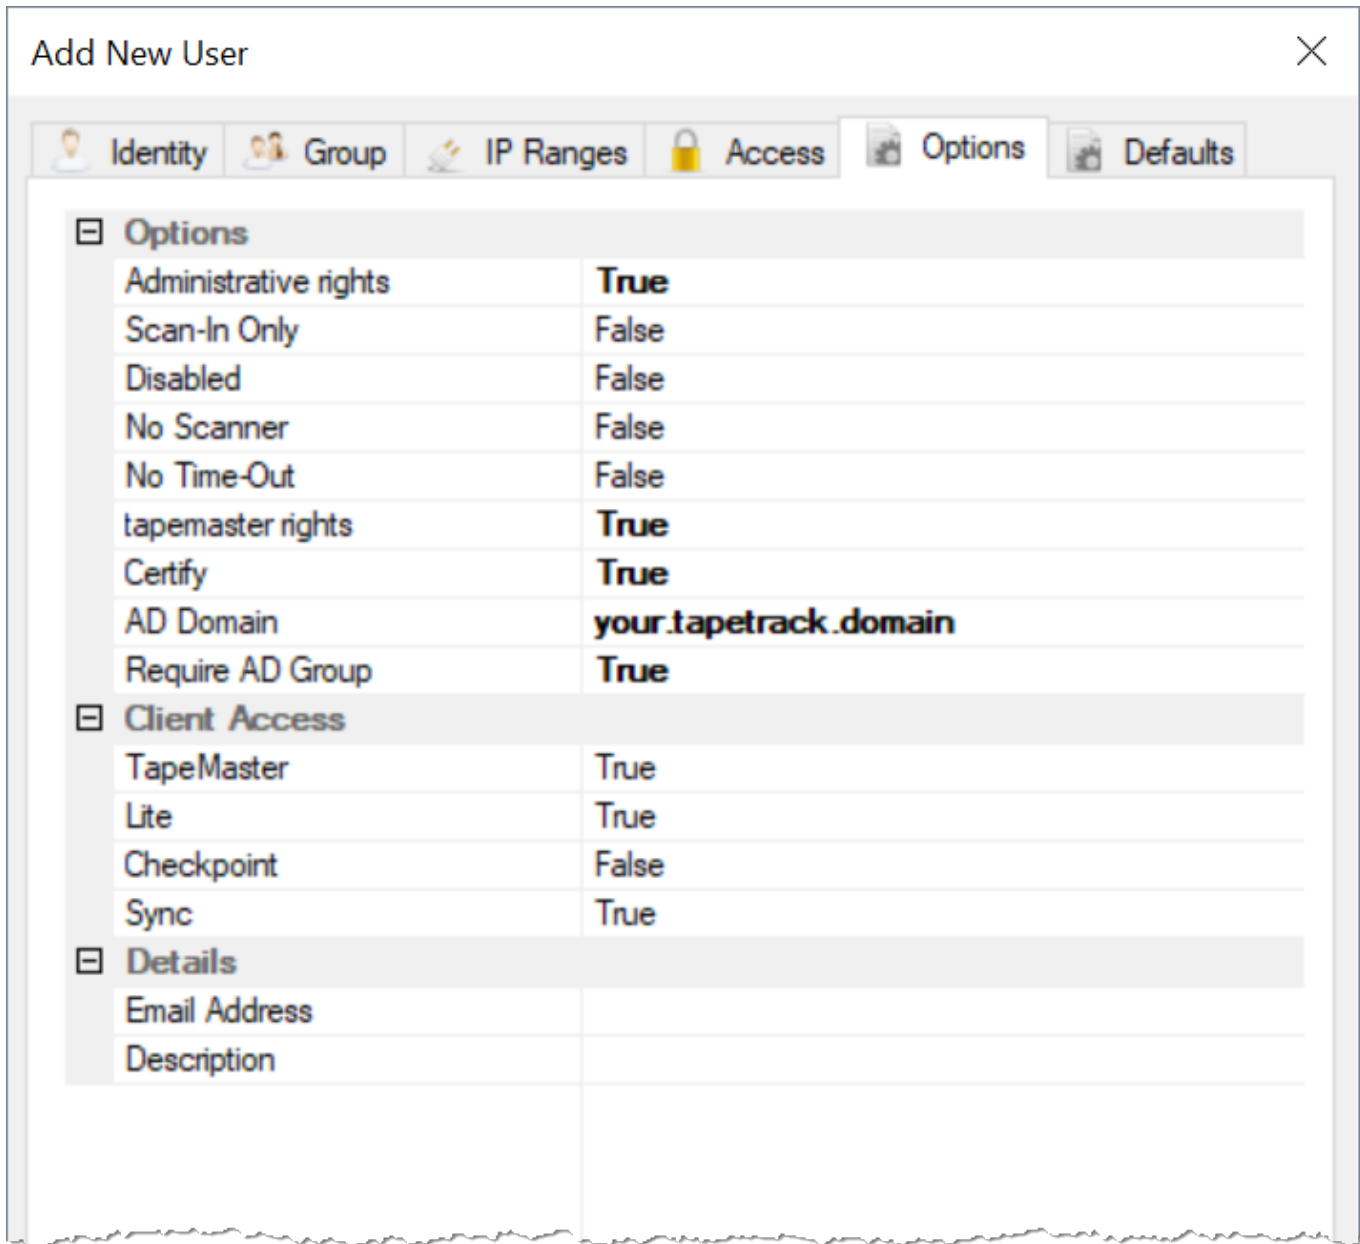 Add New User
Identity Group IP Ranges Access Options Defaults
Options
Administrative rights True
Scan-In Only False
Disabled False
No Scanner False
No Time-Out False
tapemaster rights True
Certify True
AD Domain your.tapetrack.domain
Require AD Group True
Client Access
TapeMaster True
Lite True
Checkpoint False
Sync True
Details
Email Address
Description